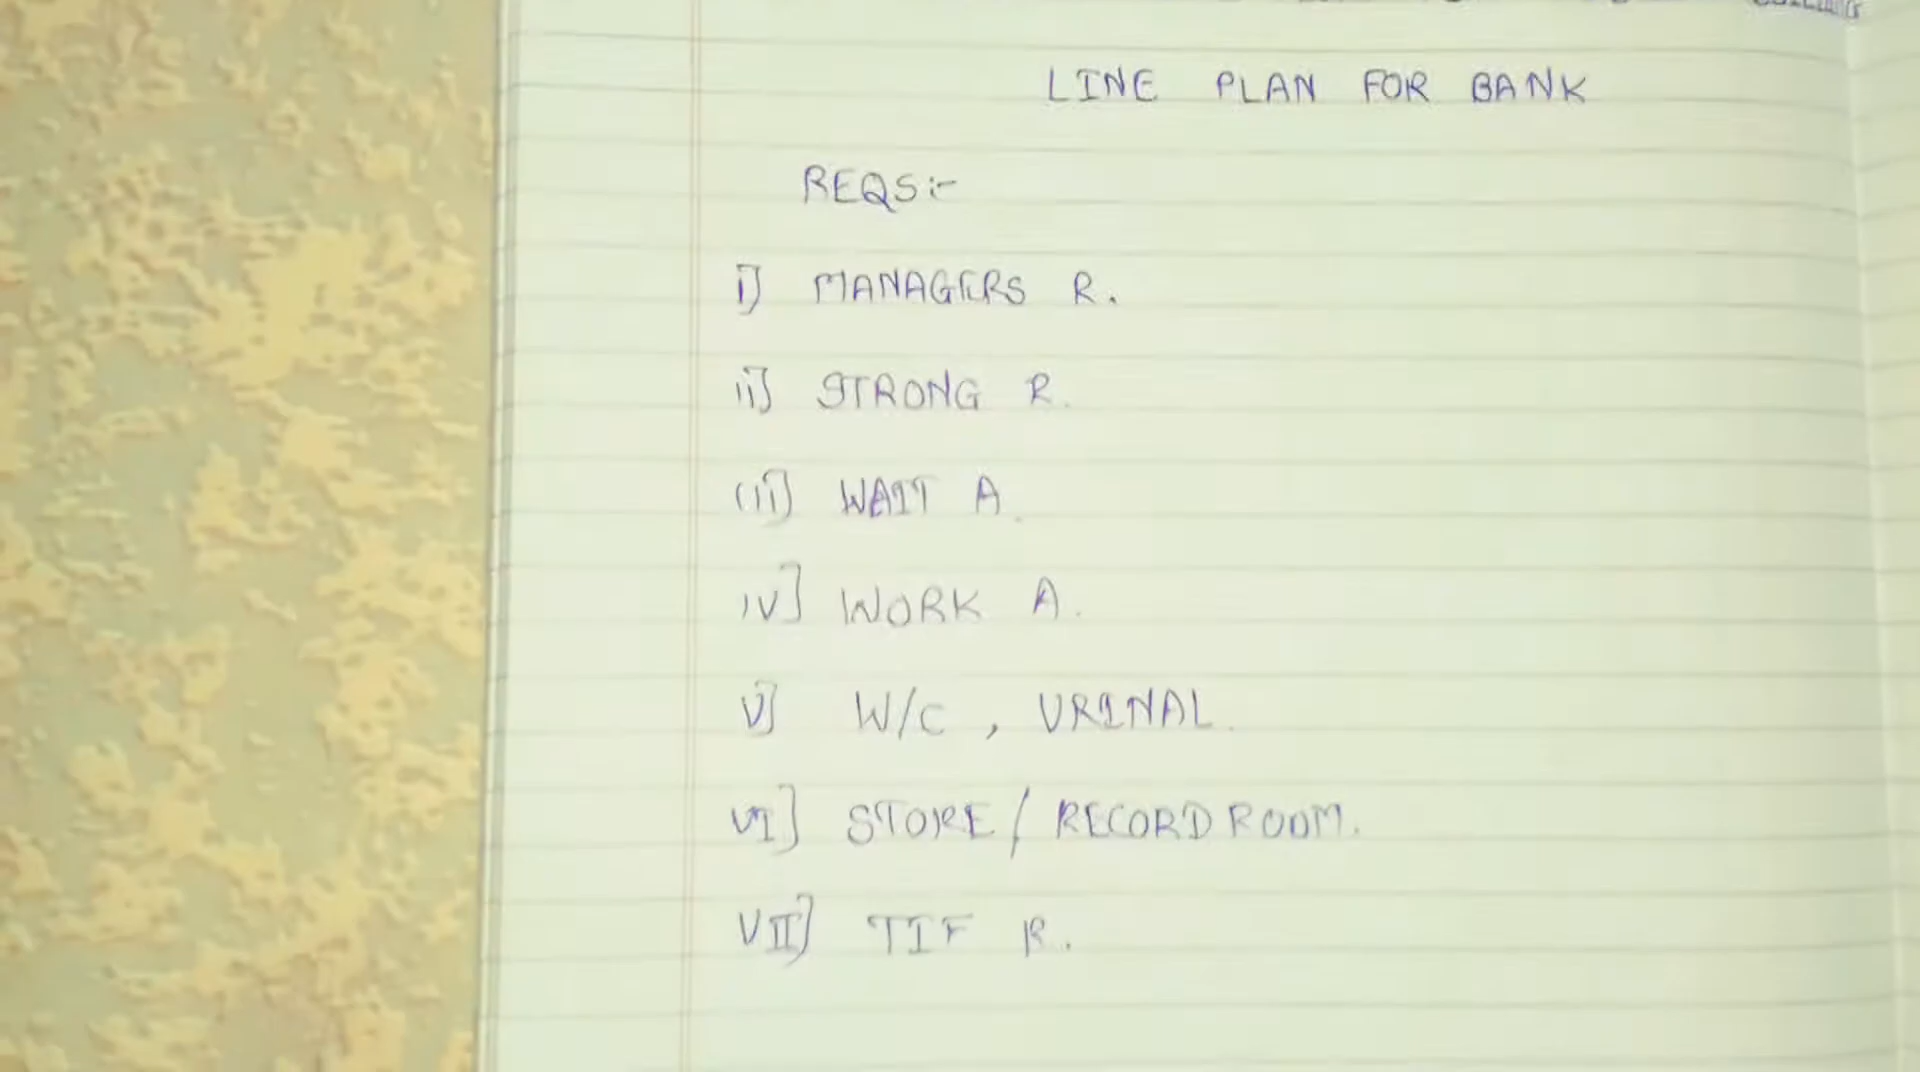 LINE PLAN FOR BANK
REQS:-
i] MANAGERS R.
ii] STRONG R.
(iii] WAIT A.
iv] WORK A.
v] W/C, URINAL.
VI] STORE / RECORD ROOM.
VII] TIF R.